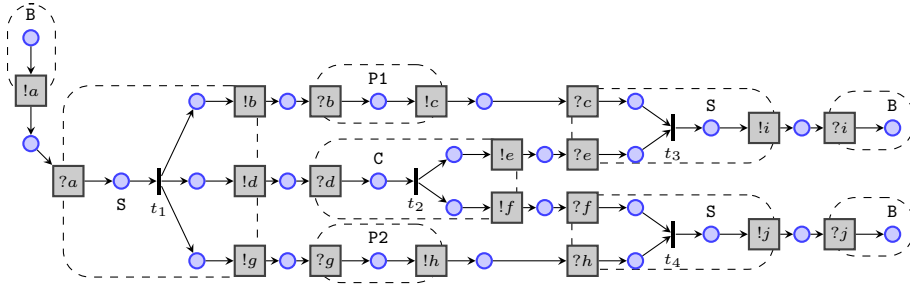 B
!a
P1
!b ?b !c ?c S B
!i ?i
C !e ?e t3
?a !d ?d
S t1 t2
!f ?f S B
P2 !j ?j
!g ?g !h ?h t4